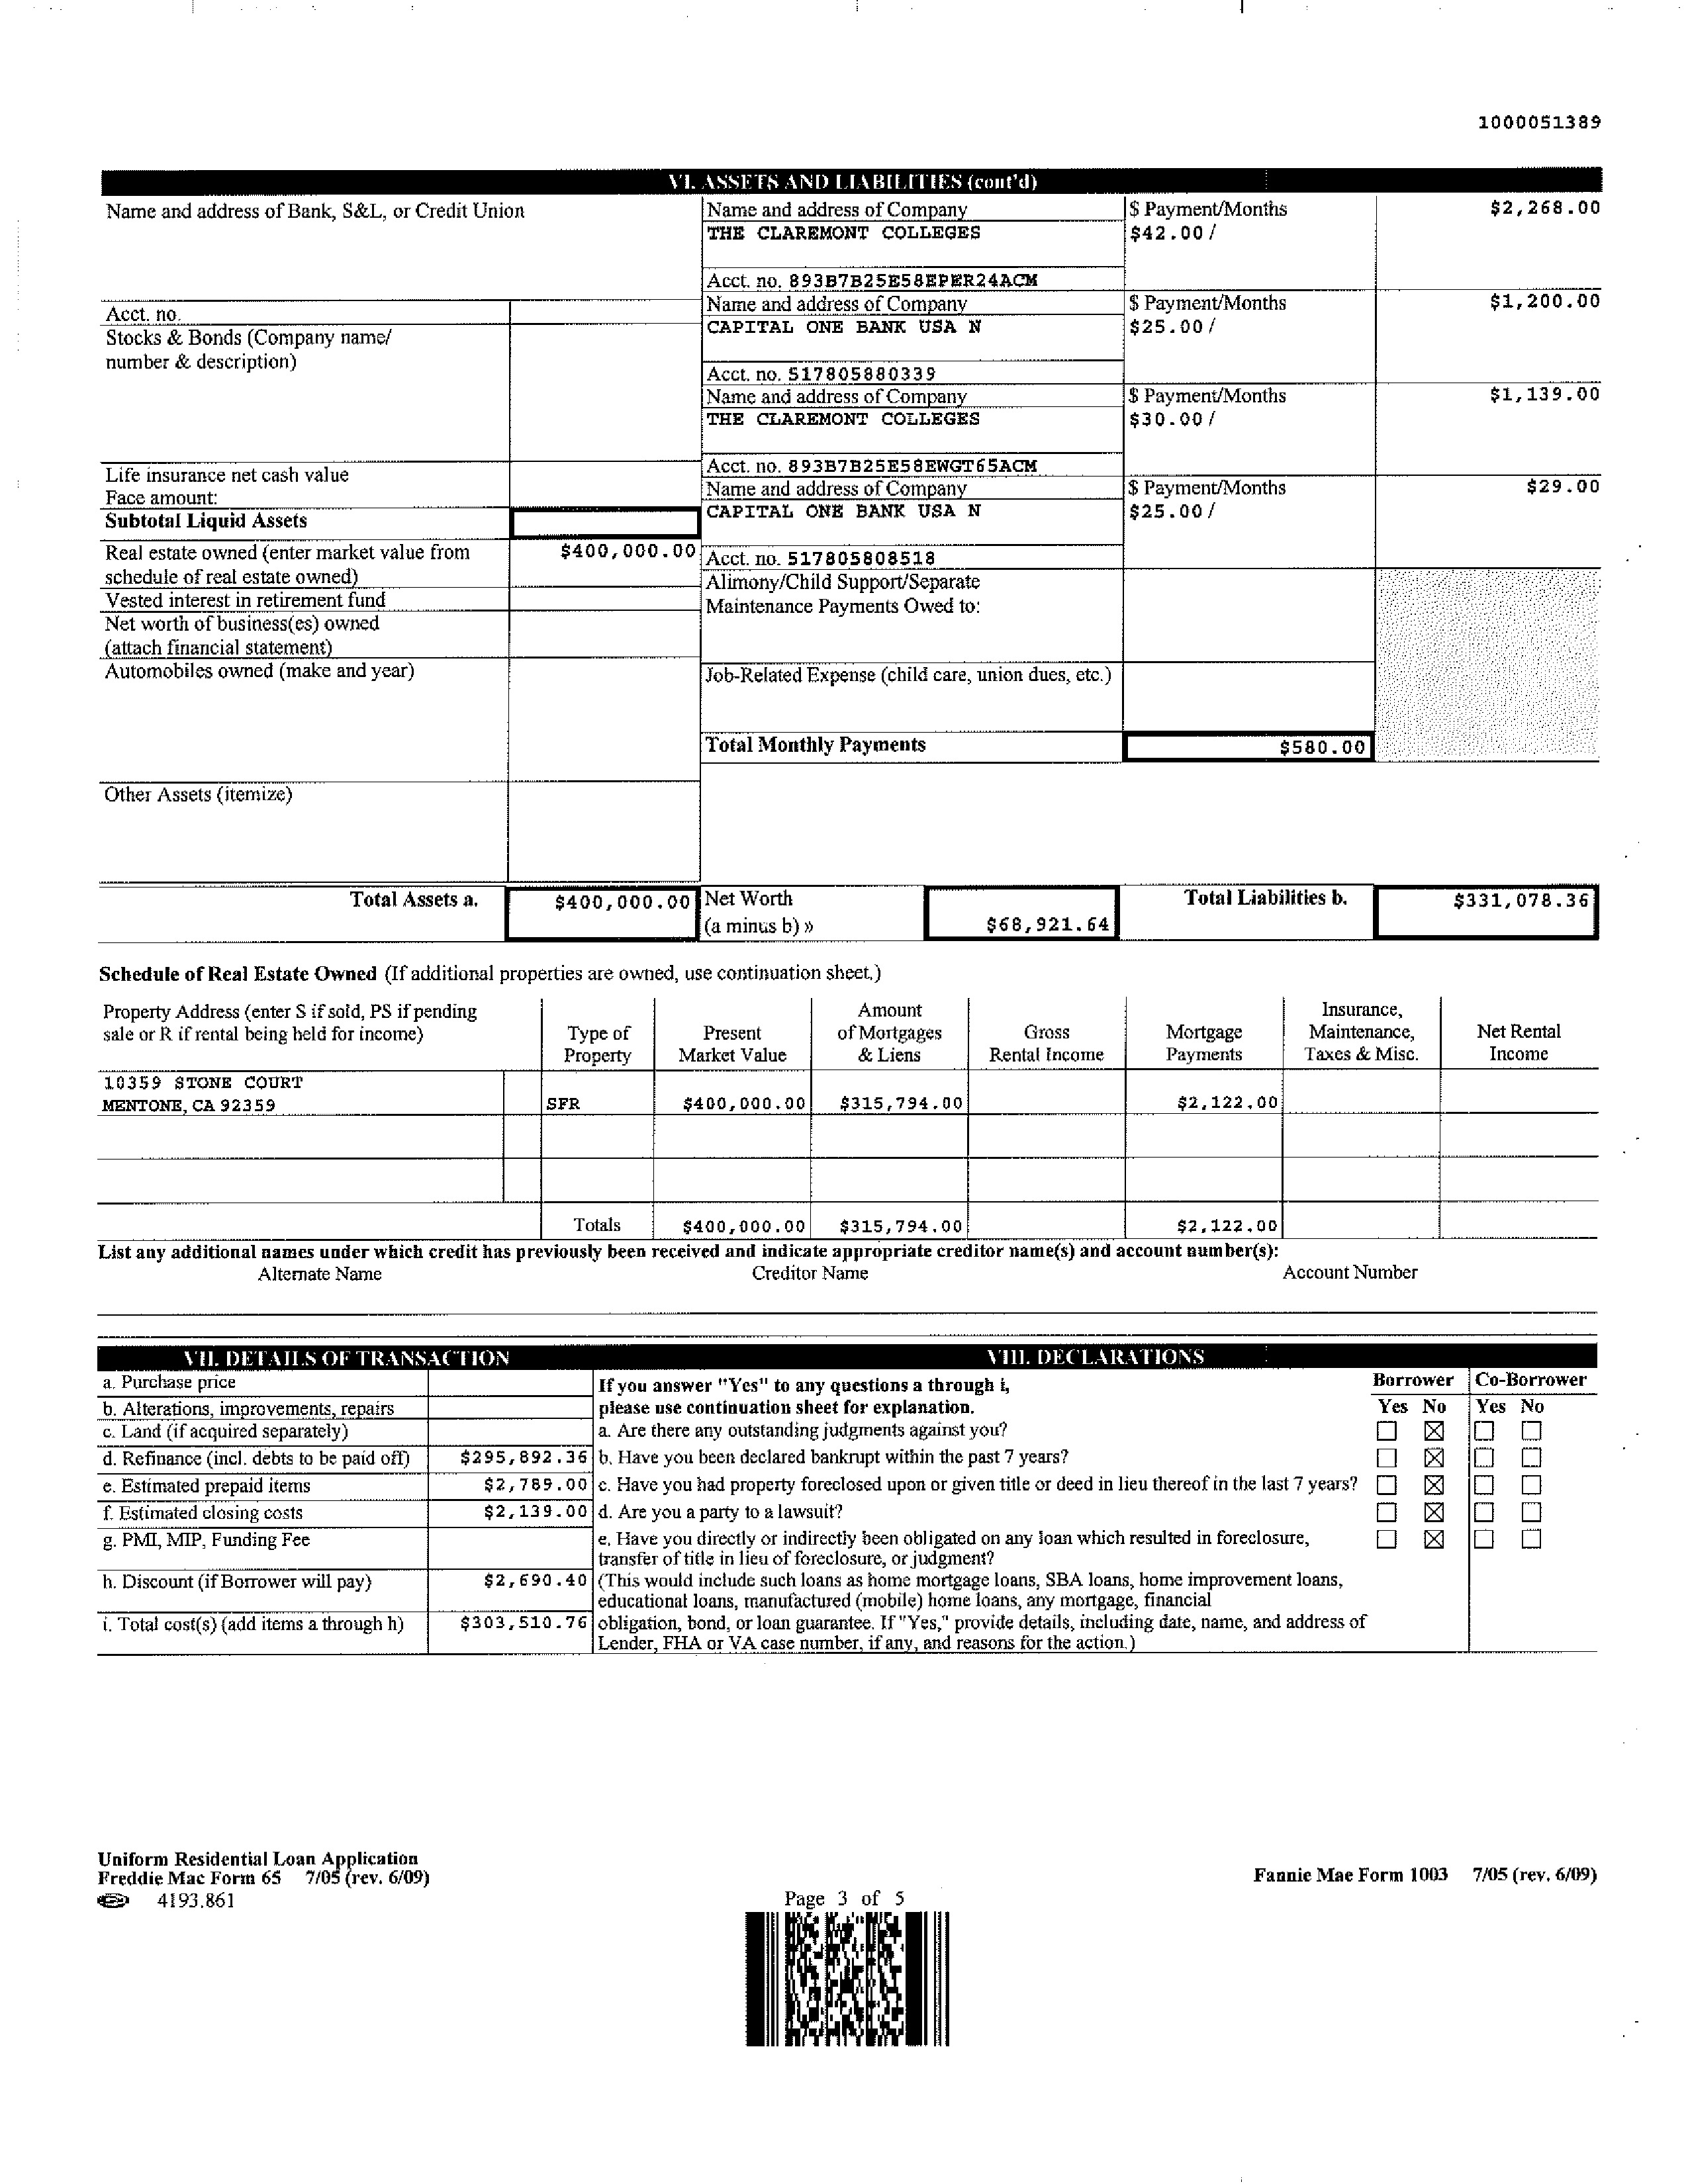 1000051389
VI. ASSETS AND LIABILITIES (cont'd)
Name and address of Bank, S&L, or Credit Union
Acct. no.
Stocks & Bonds (Company name/
number & description)
Life insurance net cash value
Face amount:
Subtotal Liquid Assets
Real estate owned (enter market value from $400,000.00
schedule of real estate owned)
Vested interest in retirement fund
Net worth of business(es) owned
(attach financial statement)
Automobiles owned (make and year)
Other Assets (itemize)
Name and address of Company $ Payment/Months $2,268.00
THE CLAREMONT COLLEGES $42.00 /
Acct. no. 893B7B25E58EPER24ACM
Name and address of Company $ Payment/Months $1,200.00
CAPITAL ONE BANK USA N $25.00 /
Acct. no. 517805880339
Name and address of Company $ Payment/Months $1,139.00
THE CLAREMONT COLLEGES $30.00 /
Acct. no. 893B7B25E58EWGT65ACM
Name and address of Company $ Payment/Months $29.00
CAPITAL ONE BANK USA N $25.00 /
Acct. no. 517805808518
Alimony/Child Support/Separate
Maintenance Payments Owed to:
Job-Related Expense (child care, union dues, etc.)
Total Monthly Payments $580.00
Total Assets a. $400,000.00 Net Worth Total Liabilities b. $331,078.36
(a minus b) » $68,921.64
Schedule of Real Estate Owned (If additional properties are owned, use continuation sheet.)
Property Address (enter S if sold, PS if pending
sale or R if rental being held for income)
Type of
Property
Present
Market Value
Amount
of Mortgages
& Liens
Gross
Rental Income
Mortgage
Payments
Insurance,
Maintenance,
Taxes & Misc.
Net Rental
Income
10359 STONE COURT
MENTONE, CA 92359 SFR $400,000.00 $315,794.00 $2,122.00
Totals $400,000.00 $315,794.00 $2,122.00
List any additional names under which credit has previously been received and indicate appropriate creditor name(s) and account number(s):
Alternate Name Creditor Name Account Number
VII. DETAILS OF TRANSACTION
a. Purchase price
b. Alterations, improvements, repairs
c. Land (if acquired separately)
d. Refinance (incl. debts to be paid off) $295,892.36
e. Estimated prepaid items $2,789.00
f. Estimated closing costs $2,139.00
g. PMI, MIP, Funding Fee
h. Discount (if Borrower will pay) $2,690.40
i. Total cost(s) (add items a through h) $303,510.76
VIII. DECLARATIONS
If you answer "Yes" to any questions a through i, Borrower Co-Borrower
please use continuation sheet for explanation. Yes No Yes No
a. Are there any outstanding judgments against you? ☐ ☒ ☐ ☐
b. Have you been declared bankrupt within the past 7 years? ☐ ☒ ☐ ☐
c. Have you had property foreclosed upon or given title or deed in lieu thereof in the last 7 years? ☐ ☒ ☐ ☐
d. Are you a party to a lawsuit? ☐ ☒ ☐ ☐
e. Have you directly or indirectly been obligated on any loan which resulted in foreclosure, ☐ ☒ ☐ ☐
transfer of title in lieu of foreclosure, or judgment?
(This would include such loans as home mortgage loans, SBA loans, home improvement loans,
educational loans, manufactured (mobile) home loans, any mortgage, financial
obligation, bond, or loan guarantee. If "Yes," provide details, including date, name, and address of
Lender, FHA or VA case number, if any, and reasons for the action.)
Uniform Residential Loan Application
Freddie Mac Form 65 7/05 (rev. 6/09)
4193.861
Page 3 of 5
Fannie Mae Form 1003 7/05 (rev. 6/09)